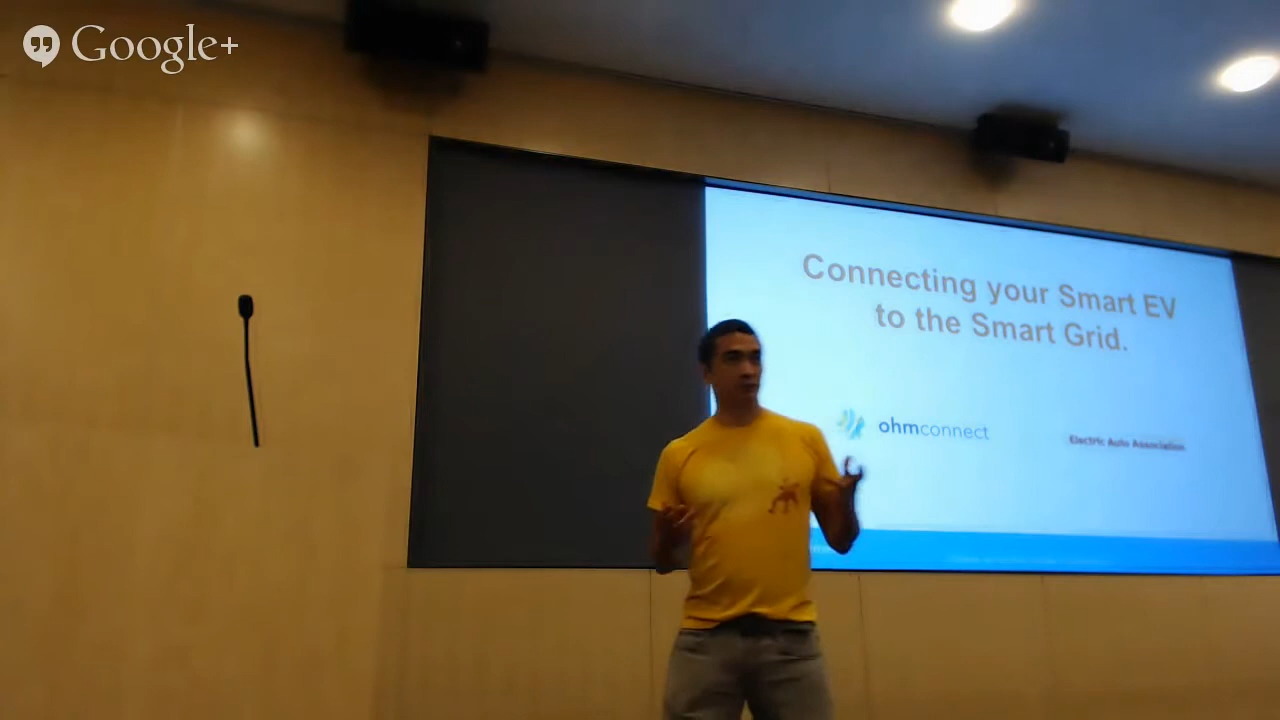 Google+
Connecting your Smart EV
to the Smart Grid.
ohmconnect
Electric Auto Association